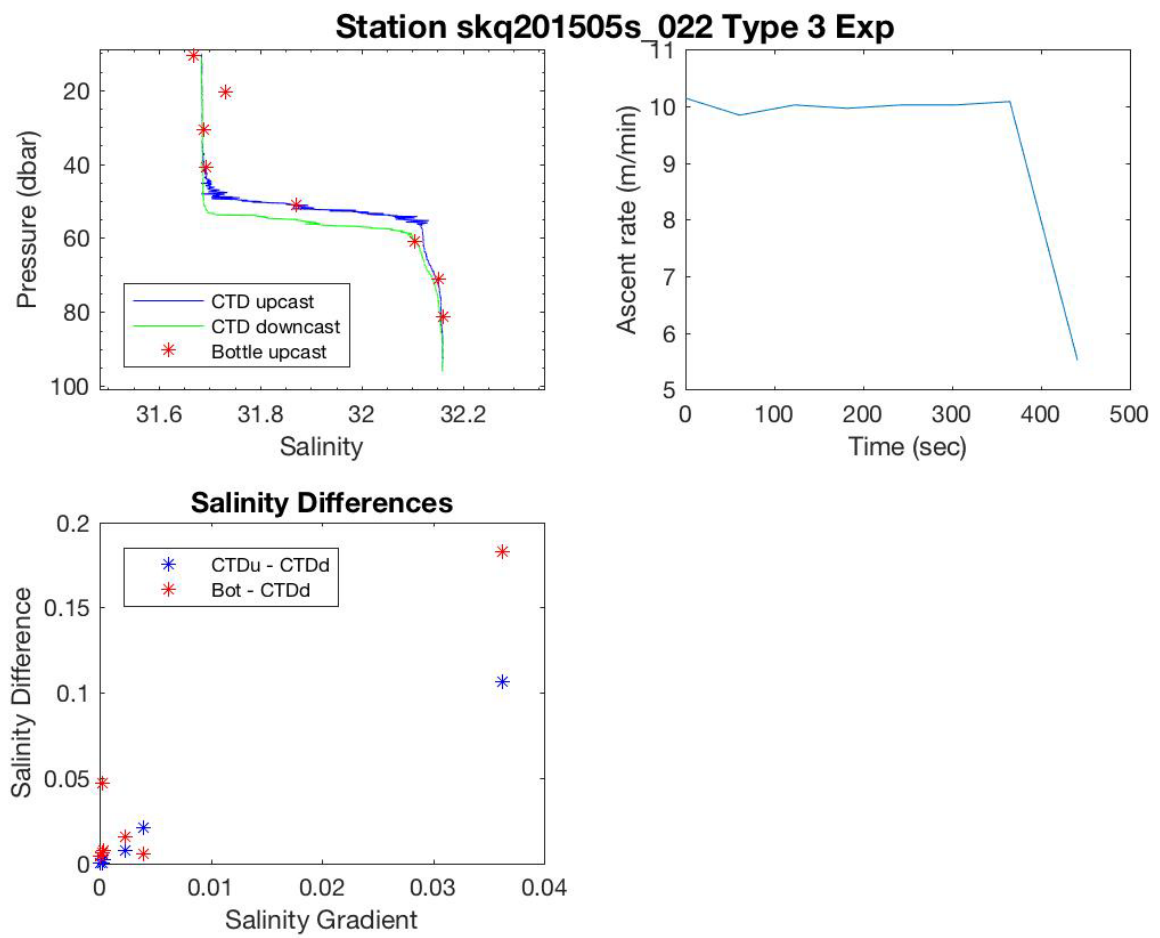 Station skq201505s_022 Type 3 Exp
Pressure (dbar)
20
40
60
80
100
CTD upcast
CTD downcast
Bottle upcast
31.6 31.8 32 32.2
Salinity
Ascent rate (m/min)
11
10
9
8
7
6
5
0 100 200 300 400 500
Time (sec)
Salinity Differences
Salinity Difference
0.2
0.15
0.1
0.05
0
CTDu - CTDd
Bot - CTDd
0 0.01 0.02 0.03 0.04
Salinity Gradient